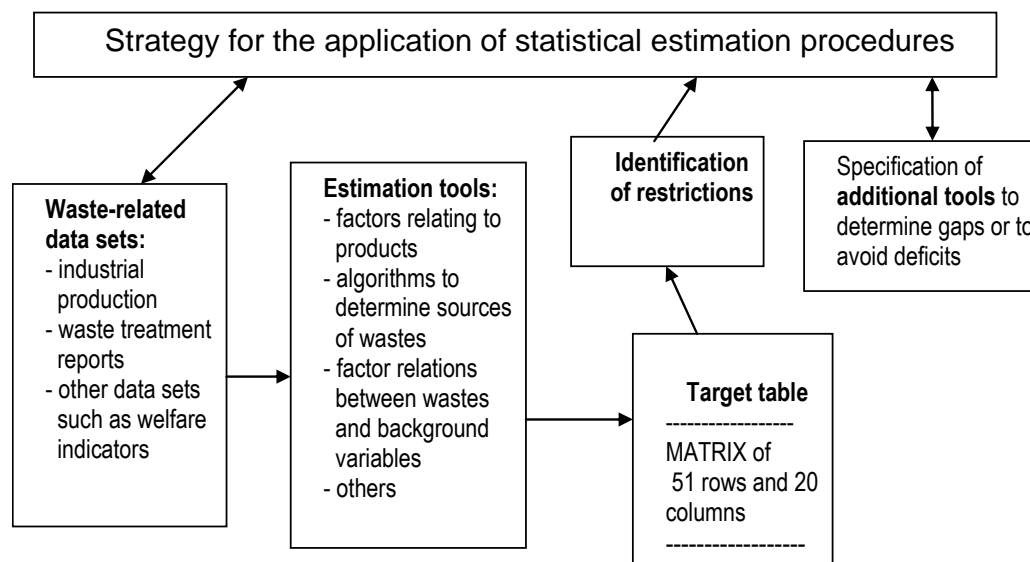 Strategy for the application of statistical estimation procedures
Waste-related
data sets:
- industrial
production
- waste treatment
reports
- other data sets
such as welfare
indicators
Estimation tools:
- factors relating to
products
- algorithms to
determine sources
of wastes
- factor relations
between wastes
and background
variables
- others
Identification
of restrictions
Specification of
additional tools to
determine gaps or to
avoid deficits
Target table
------------------
MATRIX of
51 rows and 20
columns
--------------------